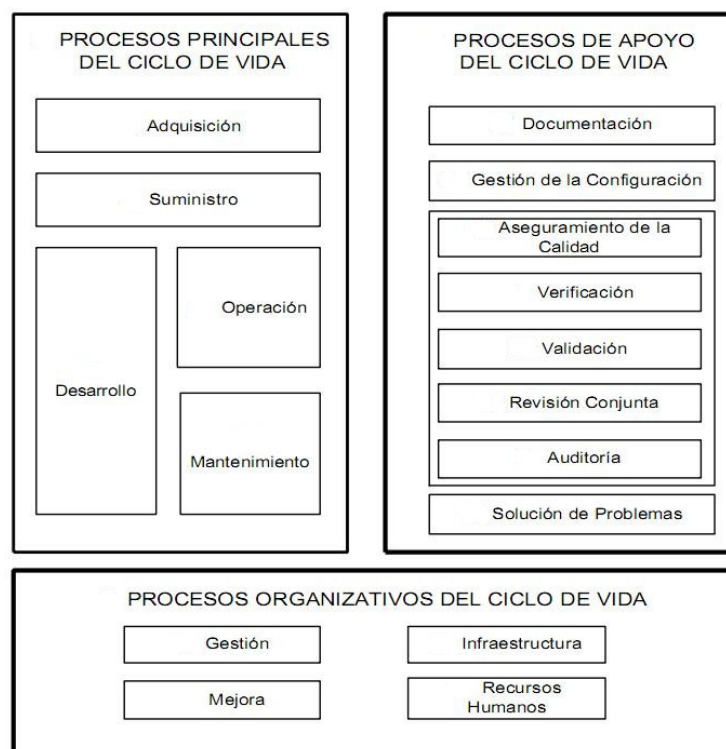 PROCESOS PRINCIPALES
DEL CICLO DE VIDA
Adquisición
Suministro
Desarrollo
Operación
Mantenimiento
PROCESOS DE APOYO
DEL CICLO DE VIDA
Documentación
Gestión de la Configuración
Aseguramiento de la
Calidad
Verificación
Validación
Revisión Conjunta
Auditoría
Solución de Problemas
PROCESOS ORGANIZATIVOS DEL CICLO DE VIDA
Gestión
Infraestructura
Mejora
Recursos
Humanos